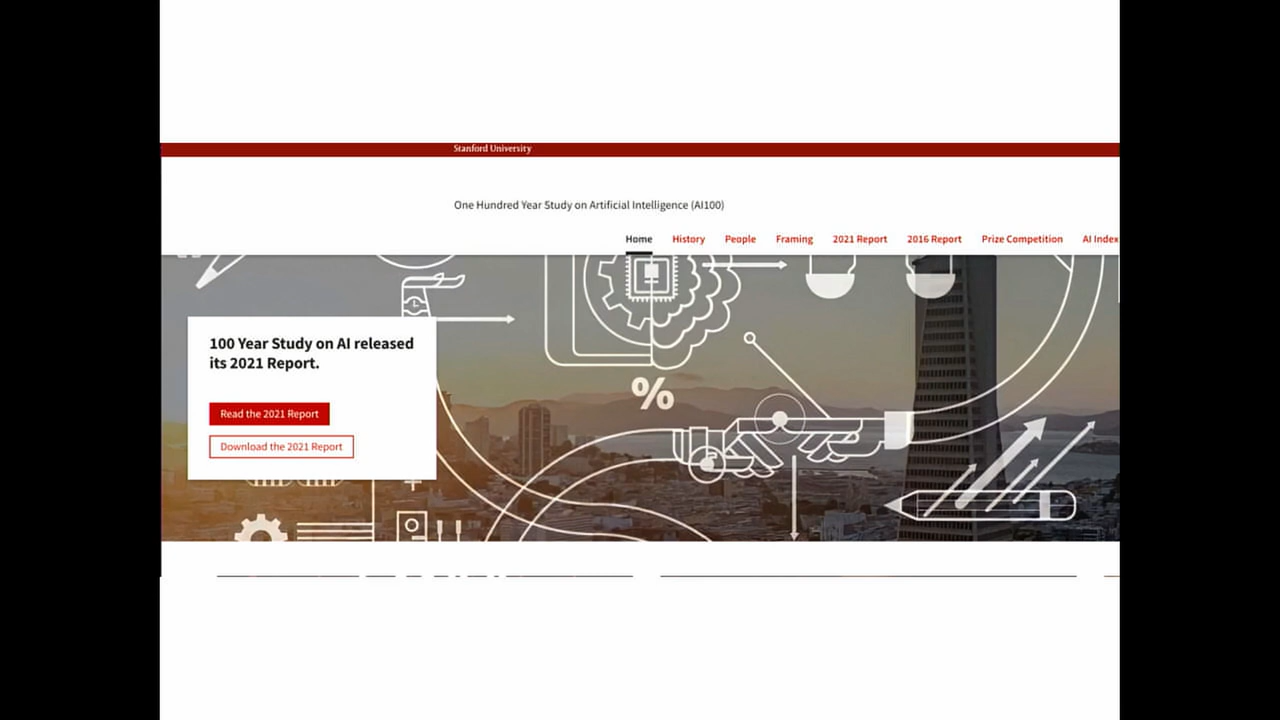 Stanford University
One Hundred Year Study on Artificial Intelligence (AI100)
Home History People Framing 2021 Report 2016 Report Prize Competition AI Index
100 Year Study on AI released
its 2021 Report.
Read the 2021 Report
Download the 2021 Report
%